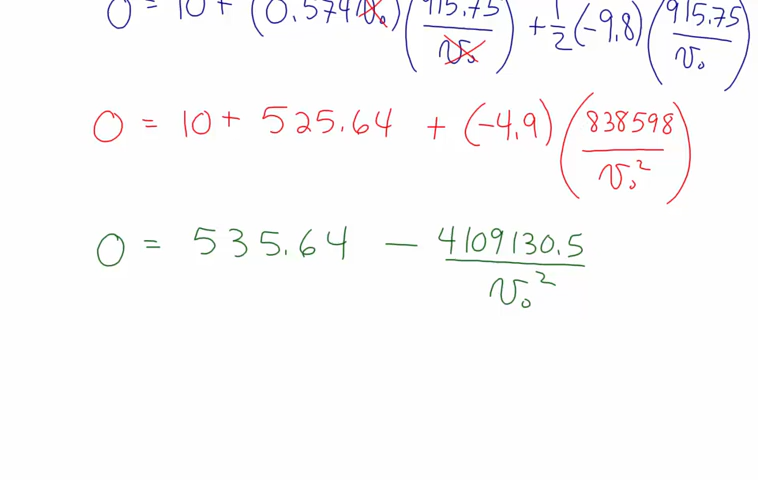 0 = 10 + (0.574v₀)(915.75/v₀) + 1/2(-9.8)(915.75/v₀)
0 = 10 + 525.64 + (-4.9)(838598/v₀²)
0 = 535.64 - 4109130.5/v₀²